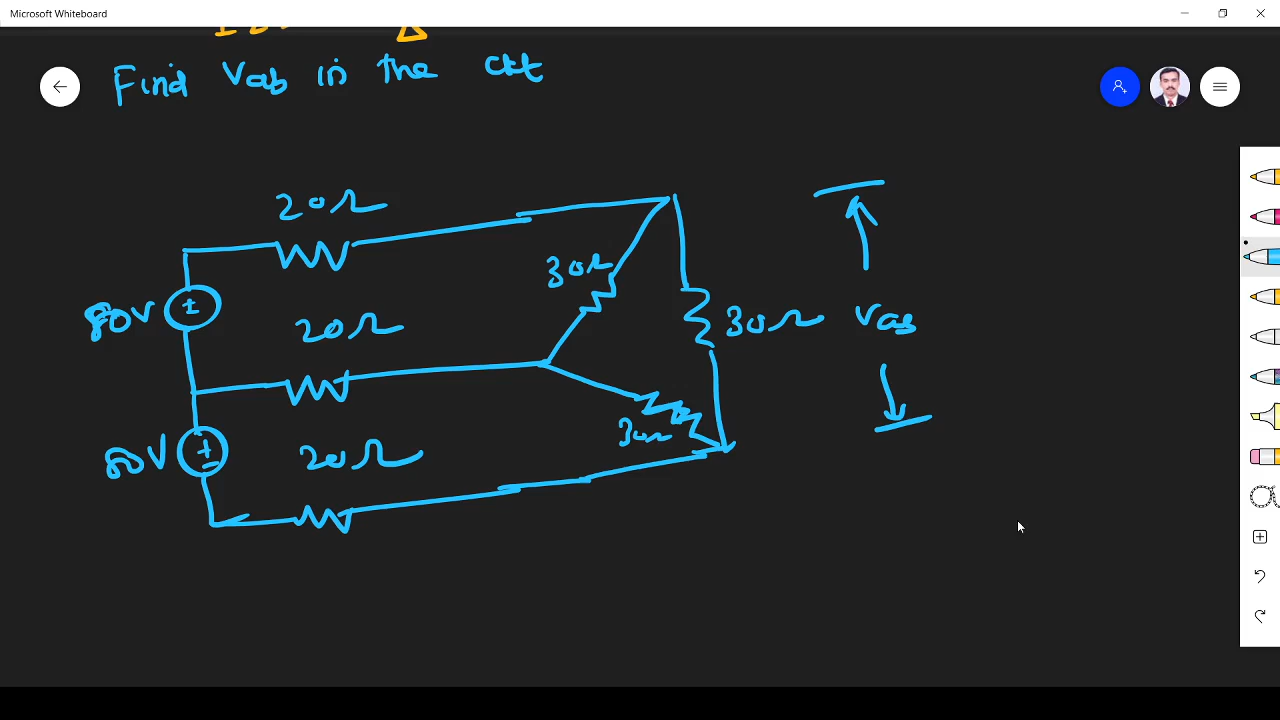 Microsoft Whiteboard
Find Vab in the ckt
20Ω
30Ω
80V
20Ω
30Ω
Vab
80V
20Ω
30Ω